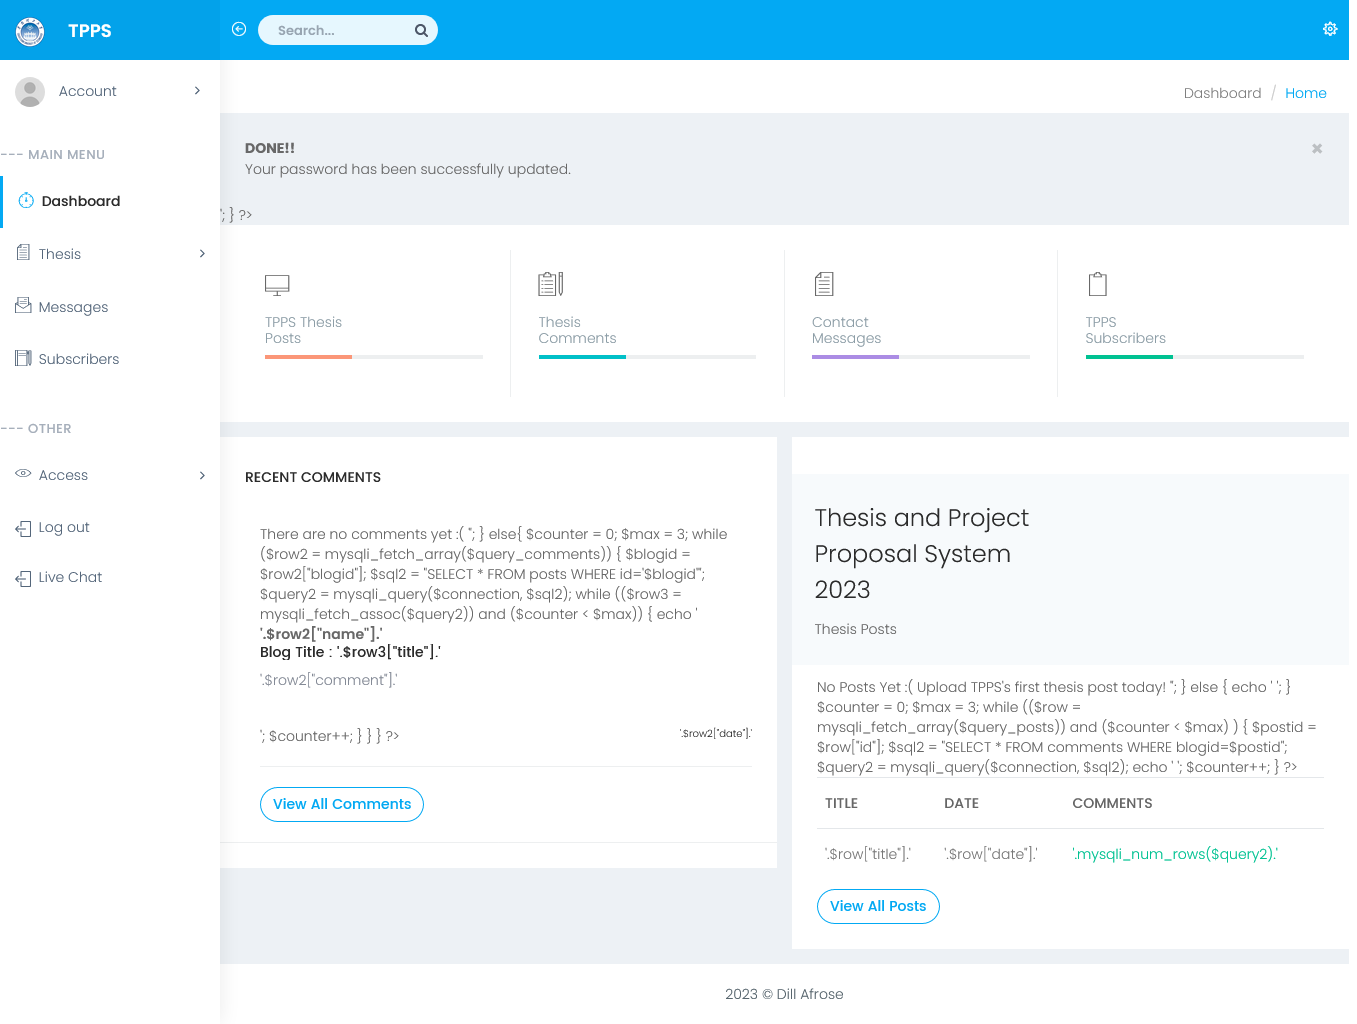 TPPS
Search...
Account
Dashboard / Home
--- MAIN MENU
Dashboard
Thesis
Messages
Subscribers
--- OTHER
Access
Log out
Live Chat
DONE!!
×
Your password has been successfully updated.
'; } ?>
TPPS Thesis
Posts
Thesis
Comments
Contact
Messages
TPPS
Subscribers
RECENT COMMENTS
There are no comments yet :( "; } else{ $counter = 0; $max = 3; while
($row2 = mysqli_fetch_array($query_comments)) { $blogid =
$row2["blogid"]; $sql2 = "SELECT * FROM posts WHERE id='$blogid'";
$query2 = mysqli_query($connection, $sql2); while (($row3 =
mysqli_fetch_assoc($query2)) and ($counter < $max)) { echo '
'.$row2["name"].'
Blog Title : '.$row3["title"].'
'.$row2["comment"].'
'.$row2["date"].'
'; $counter++; } } } ?>
View All Comments
Thesis and Project
Proposal System
2023
Thesis Posts
No Posts Yet :( Upload TPPS's first thesis post today! "; } else { echo ' '; }
$counter = 0; $max = 3; while (($row =
mysqli_fetch_array($query_posts)) and ($counter < $max) ) { $postid =
$row["id"]; $sql2 = "SELECT * FROM comments WHERE blogid=$postid";
$query2 = mysqli_query($connection, $sql2); echo ' '; $counter++; } ?>
TITLE DATE COMMENTS
'.$row["title"].' '.$row["date"].' '.mysqli_num_rows($query2).'
View All Posts
2023 © Dill Afrose